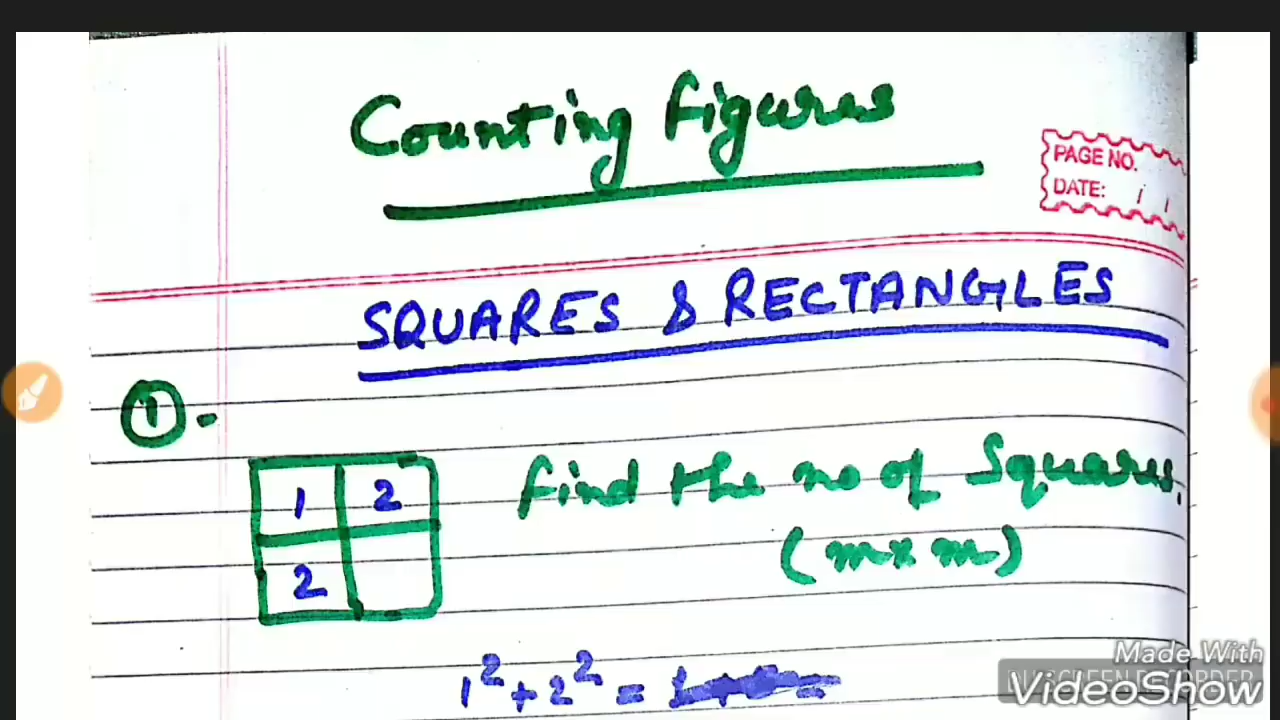 Counting figures
PAGE NO.
DATE: / /
SQUARES & RECTANGLES
①-
1 2
2
find the no of Squares.
(m×m)
1²+2² =
Made With
VideoShow